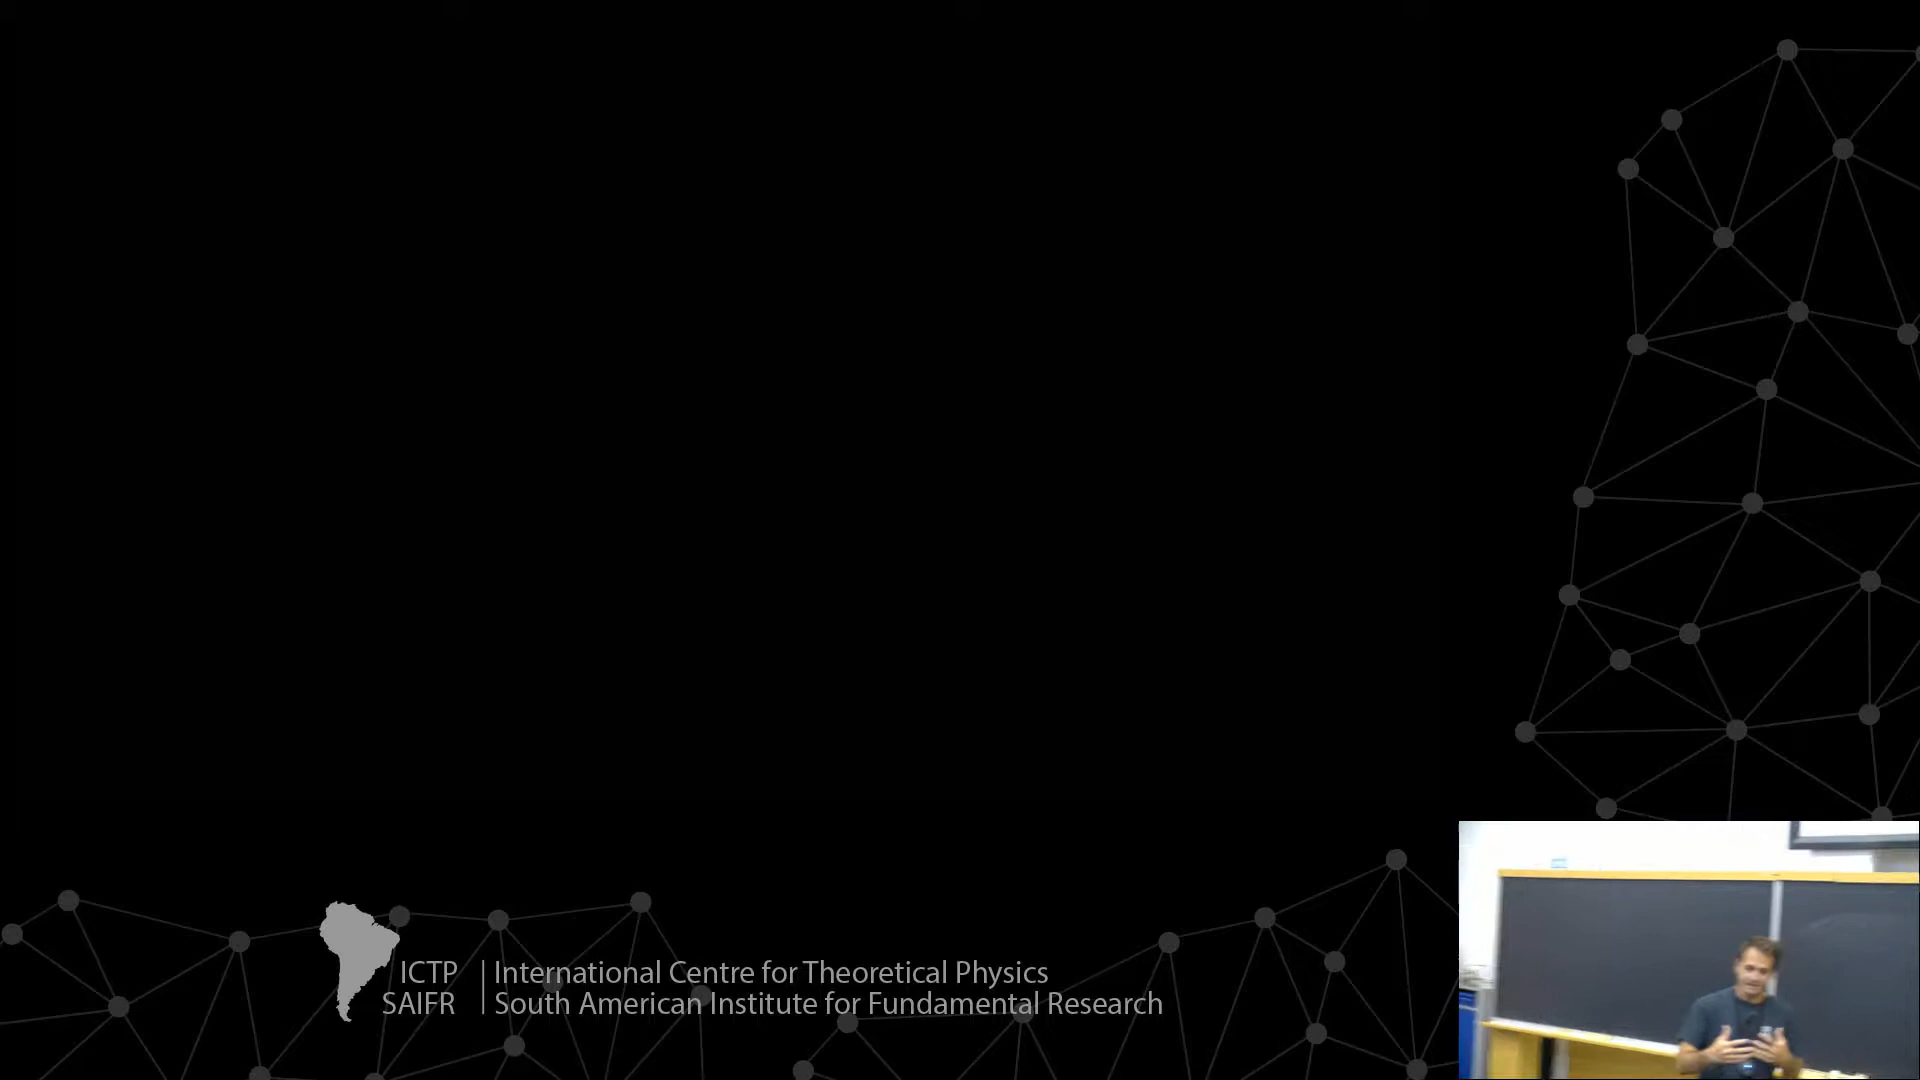 ICTP | International Centre for Theoretical Physics
SAIFR | South American Institute for Fundamental Research